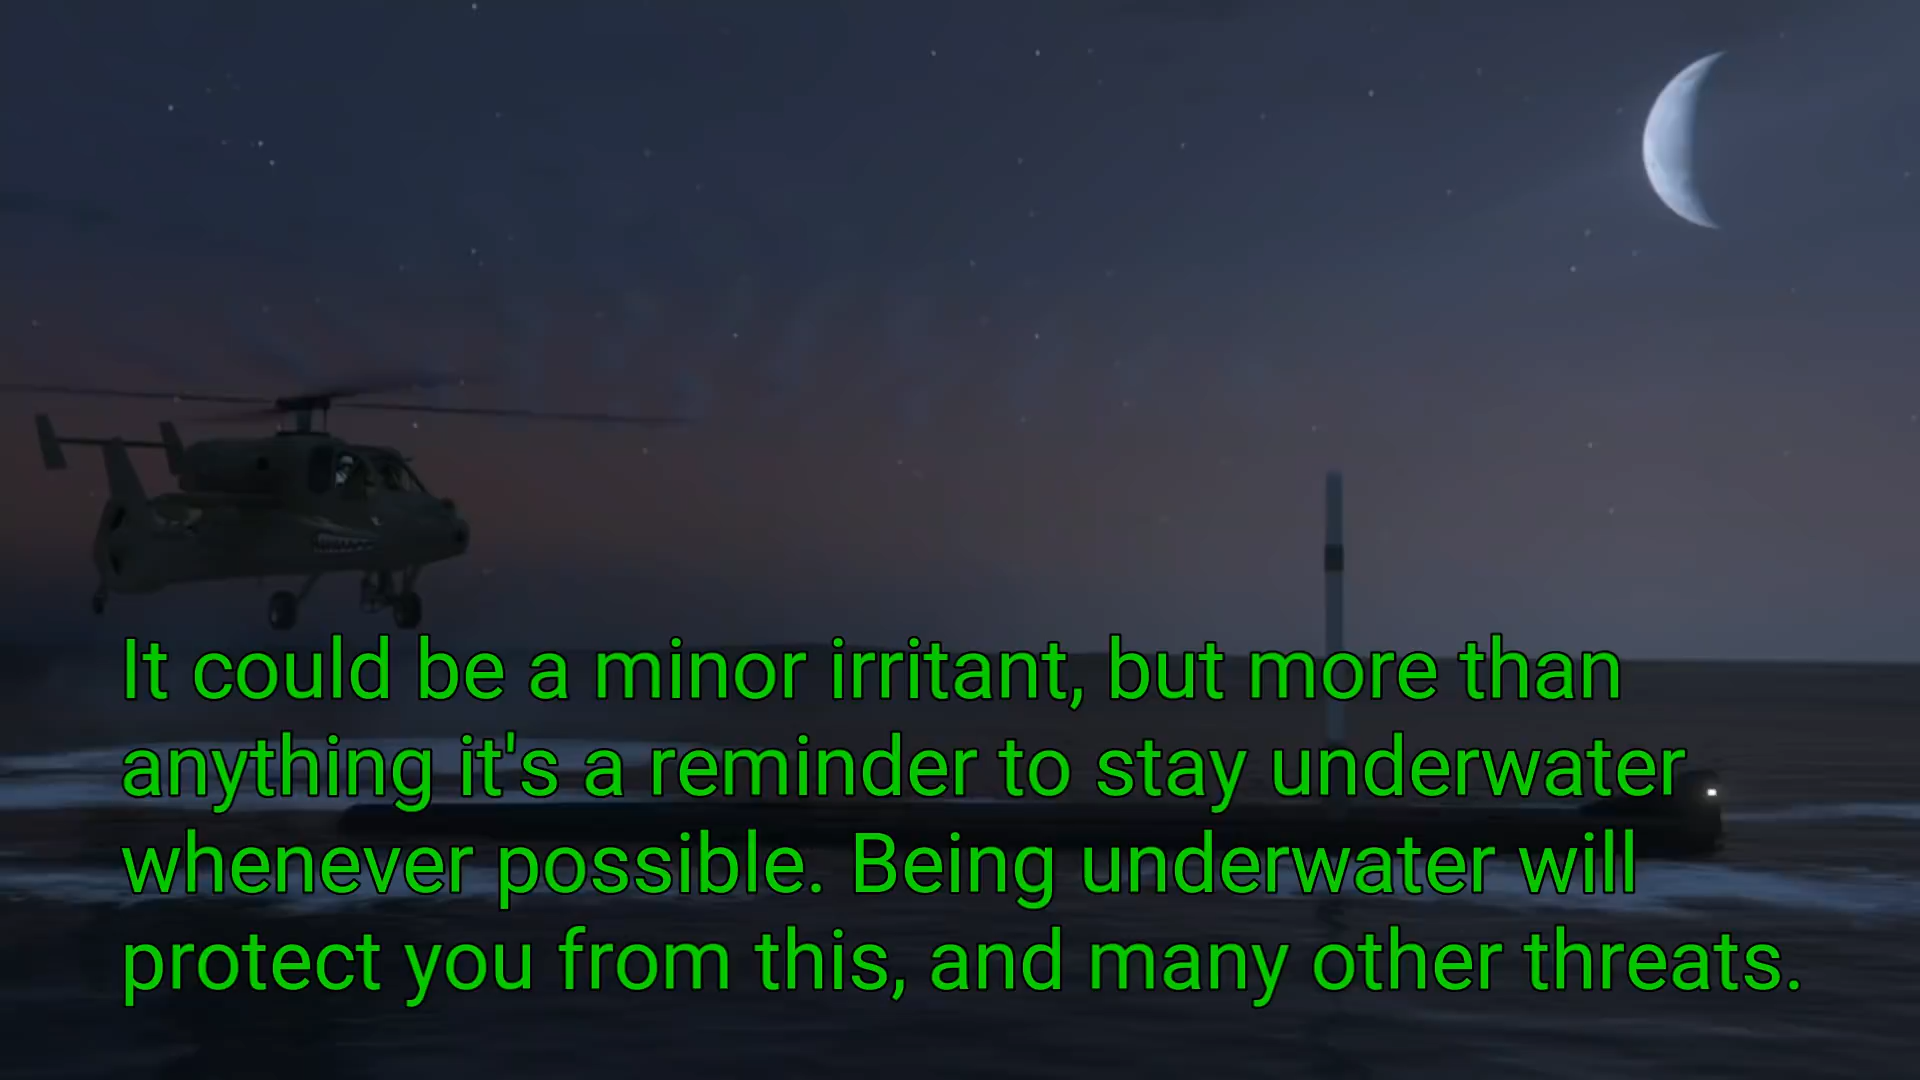 It could be a minor irritant, but more than
anything it's a reminder to stay underwater
whenever possible. Being underwater will
protect you from this, and many other threats.